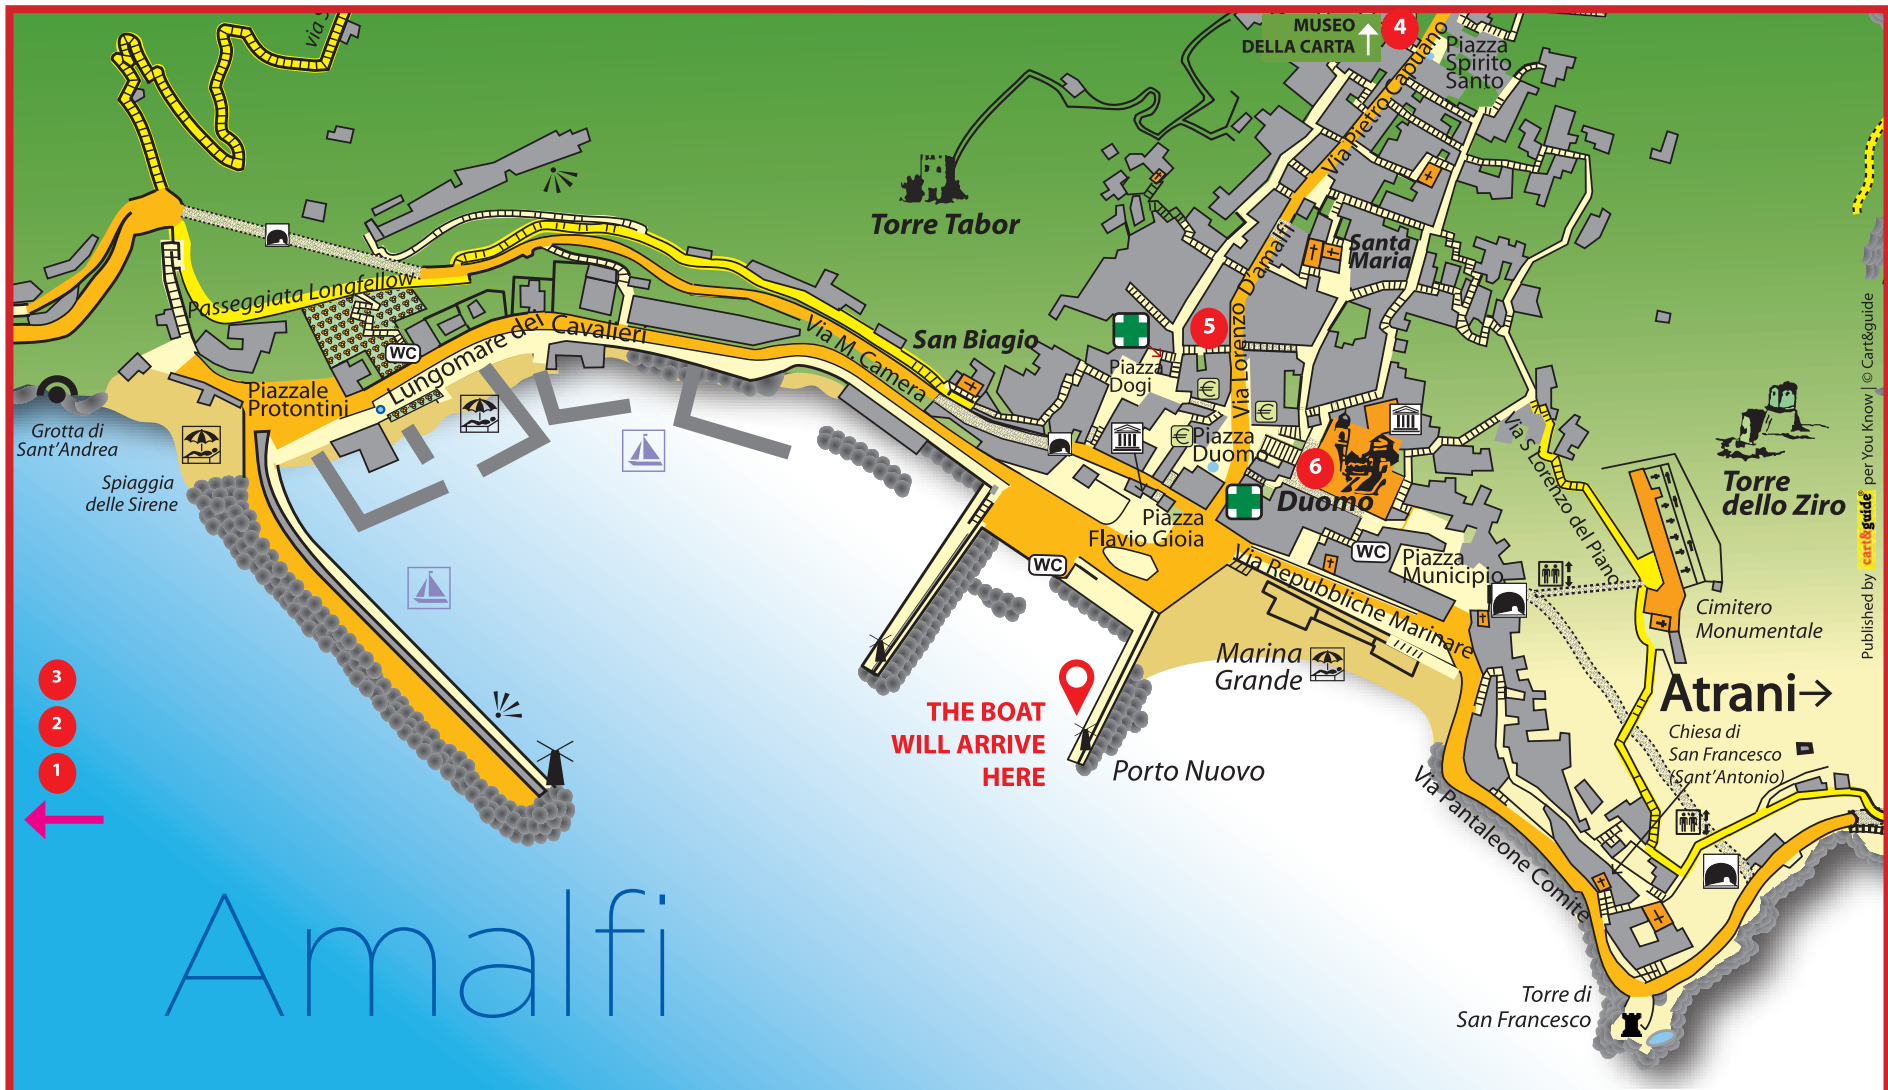 via
MUSEO
DELLA CARTA
4
Piazza
Spirito
Santo
Via Pietro Capuano
Torre Tabor
Santa
Maria
Passeggiata Longfellow
Lungomare dei Cavalieri
WC
Via M. Camera
San Biagio
5
Via Lorenzo D'amalfi
Piazza
Dogi
€
€
€
Piazza
Duomo
6
Duomo
Piazzale
Protontini
Grotta di
Sant'Andrea
Spiaggia
delle Sirene
Via S. Lorenzo del Piano
Torre
dello Ziro
Piazza
Flavio Gioia
WC
WC
Piazza
Municipio
Via Repubbliche Marinare
Cimitero
Monumentale
Marina
Grande
Atrani
Chiesa di
San Francesco
(Sant'Antonio)
3
2
1
THE BOAT
WILL ARRIVE
HERE
Porto Nuovo
Via Pantaleone Comite
Amalfi
Torre di
San Francesco
Published by cart&guide® per You Know | © Cart&guide